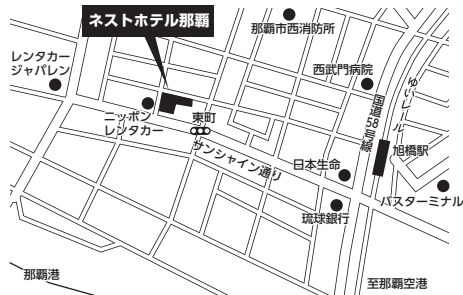 ネストホテル那覇
那覇市西消防所
レンタカー
ジャパレン
西武門病院
ゆいレール
国道58号線
ニッポン
レンタカー
東町
サンシャイン通り
旭橋駅
日本生命
バスターミナル
琉球銀行
那覇港
至那覇空港